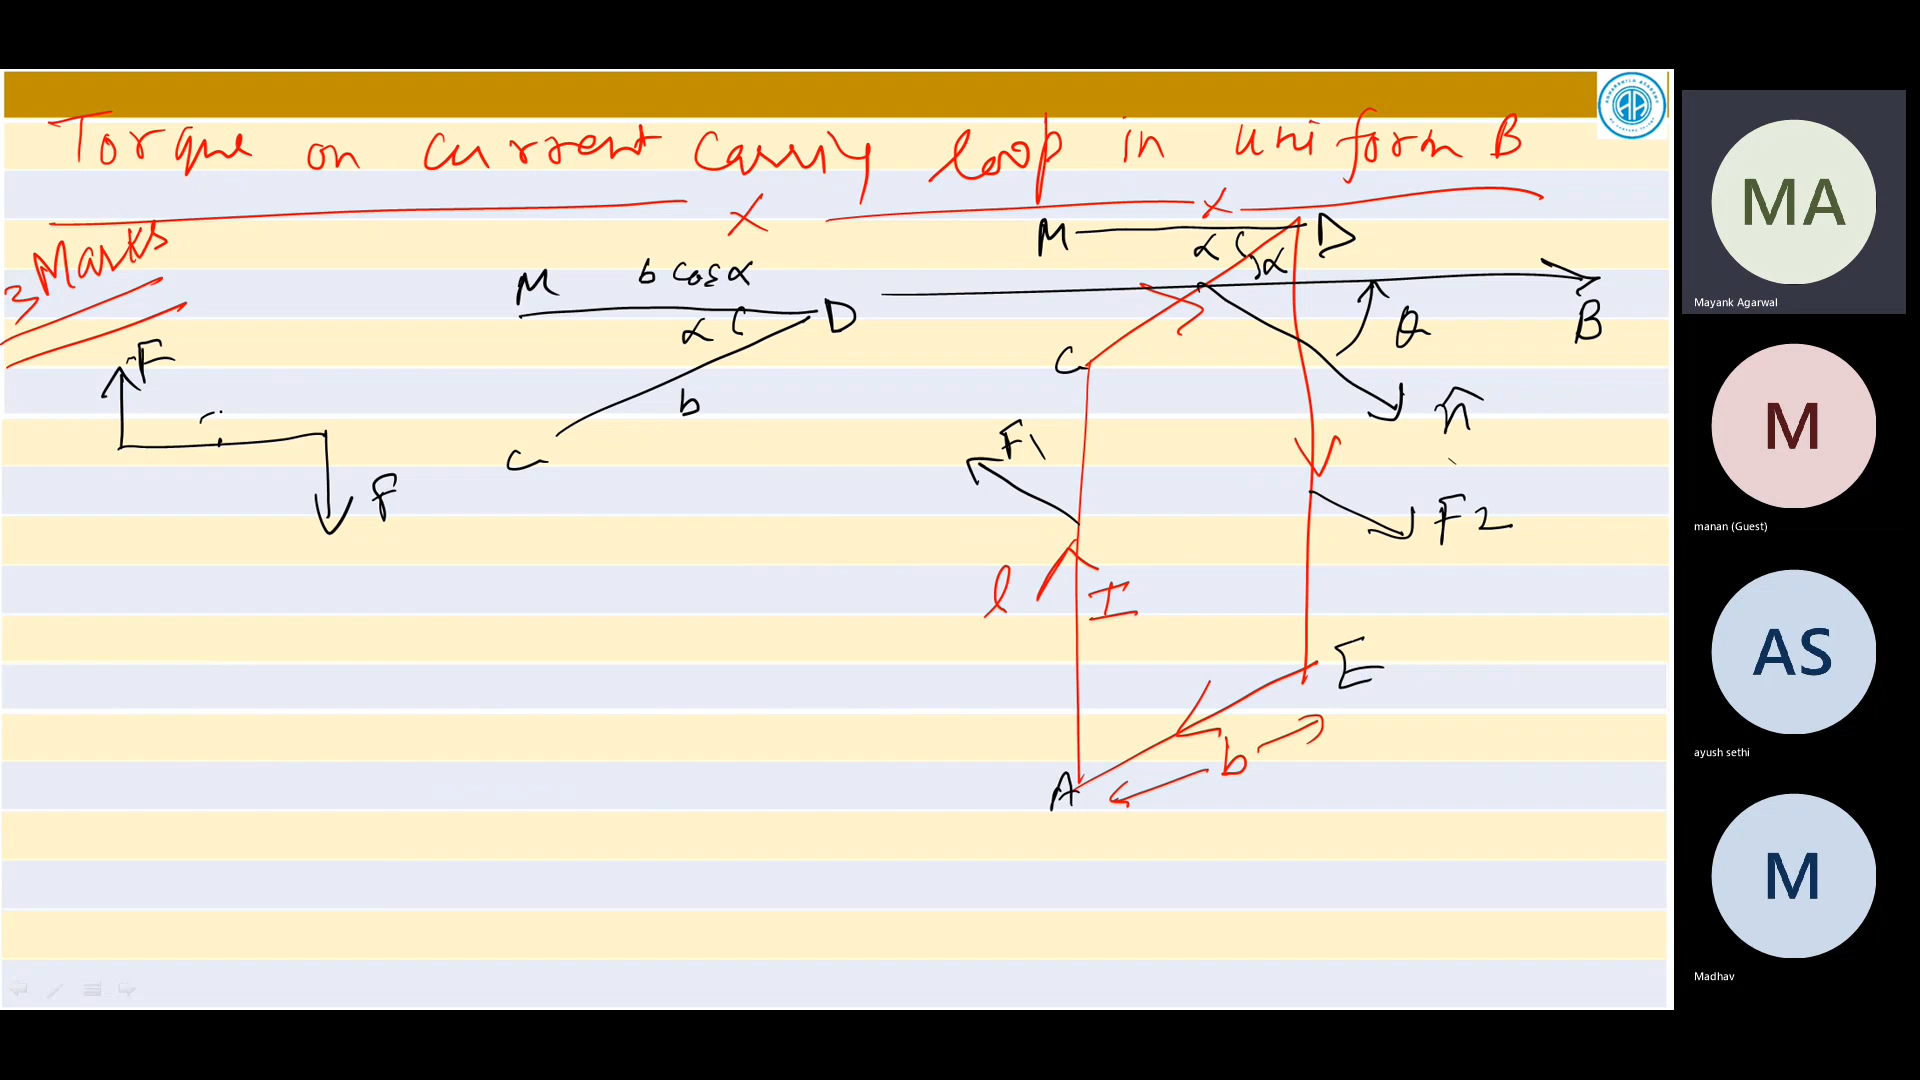 Torque on current carrying loop in uniform B
3 Marks
M D
α α
M b cosα
α D
B
θ
b
C
C
n̂
F
F
F1
F2
l I
E
b
A
MA
Mayank Agarwal
M
manan (Guest)
AS
ayush sethi
M
Madhav